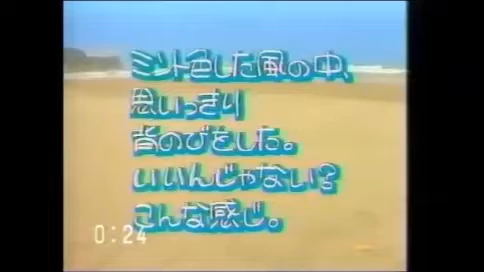 ミント色した風の中、
思いっきり
背のびをした。
いいんじゃない?
こんな感じ。
0:24